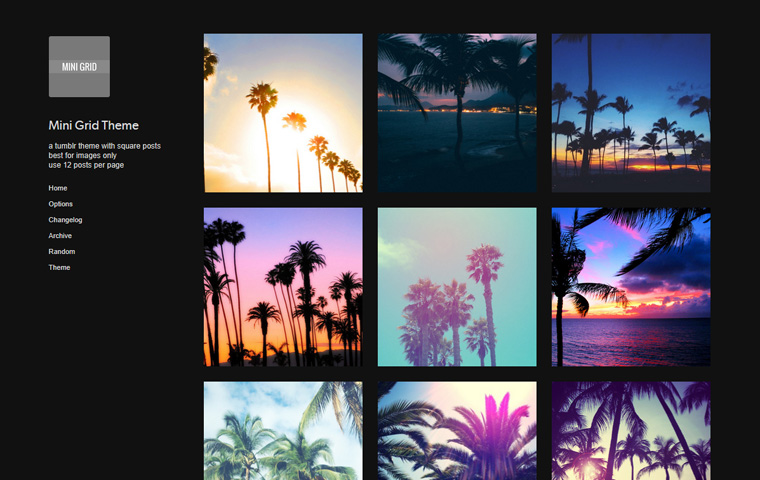 MINI GRID
Mini Grid Theme
a tumblr theme with square posts
best for images only
use 12 posts per page
Home
Options
Changelog
Archive
Random
Theme